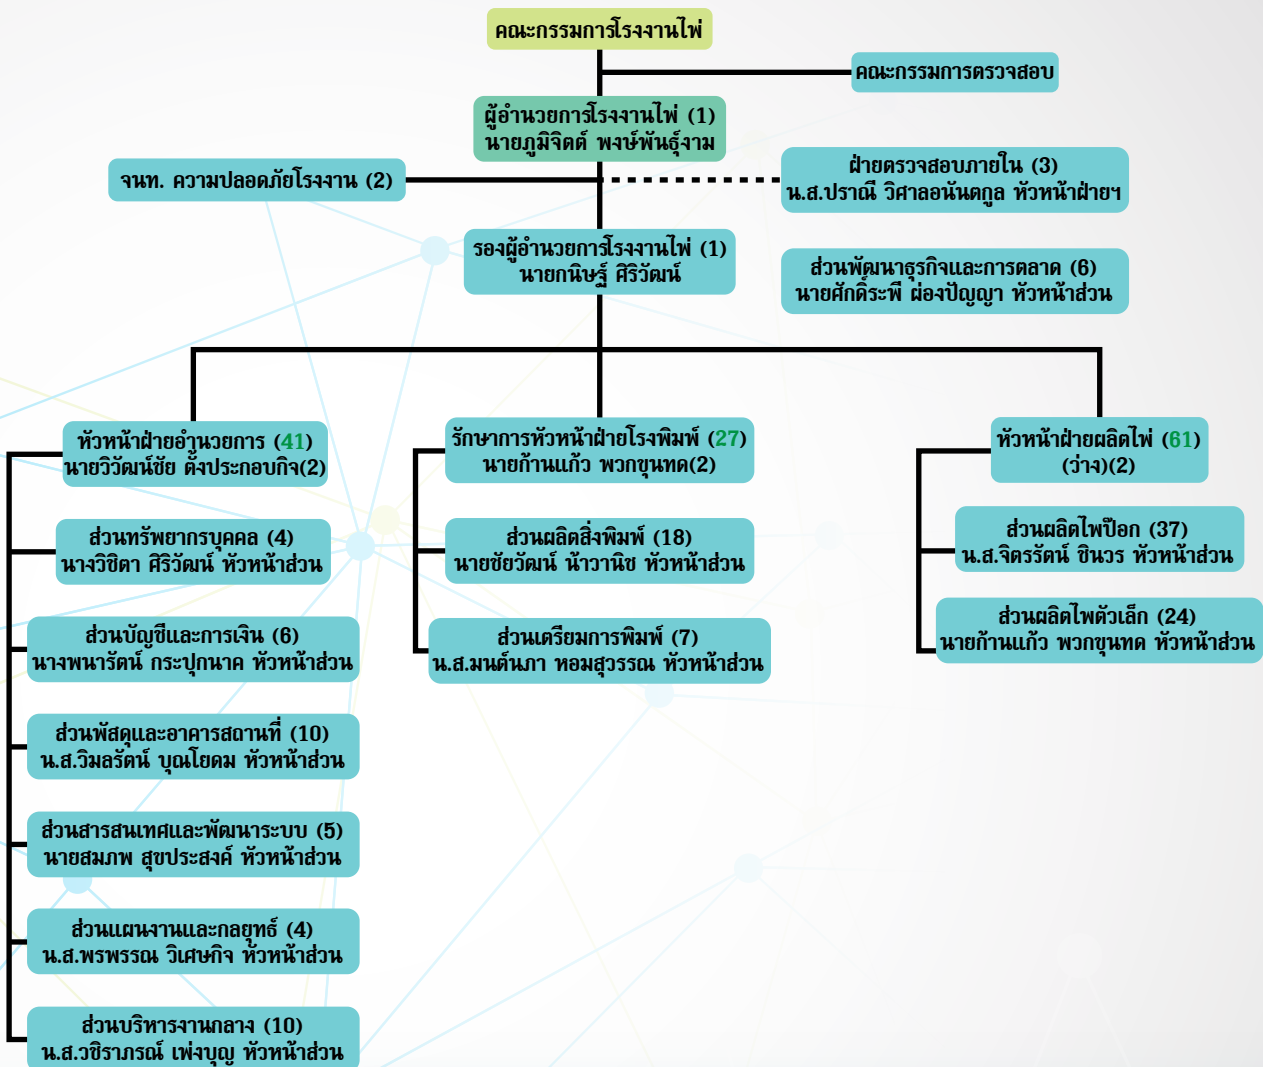 คณะกรรมการโรงงานไพ่
คณะกรรมการตรวจสอบ
ผู้อำนวยการโรงงานไพ่ (1)
นายภูมิจิตต์ พงษ์พันธุ์งาม
จนท. ความปลอดภัยโรงงาน (2)
ฝ่ายตรวจสอบภายใน (3)
น.ส.ปราณี วิศาลอนันตกูล หัวหน้าฝ่ายฯ
รองผู้อำนวยการโรงงานไพ่ (1)
นายกนิษฐ์ ศิริวัฒน์
ส่วนพัฒนาธุรกิจและการตลาด (6)
นายศักดิ์ระพี ผ่องปัญญา หัวหน้าส่วน
หัวหน้าฝ่ายอำนวยการ (41)
นายวิวัฒน์ชัย ตั้งประกอบกิจ(2)
ส่วนทรัพยากรบุคคล (4)
นางวิชิตา ศิริวัฒน์ หัวหน้าส่วน
ส่วนบัญชีและการเงิน (6)
นางพนารัตน์ กระปุกนาค หัวหน้าส่วน
ส่วนพัสดุและอาคารสถานที่ (10)
น.ส.วิมลรัตน์ บุณโยดม หัวหน้าส่วน
ส่วนสารสนเทศและพัฒนาระบบ (5)
นายสมภพ สุขประสงค์ หัวหน้าส่วน
ส่วนแผนงานและกลยุทธ์ (4)
น.ส.พรพรรณ วิเศษกิจ หัวหน้าส่วน
ส่วนบริหารงานกลาง (10)
น.ส.วชิราภรณ์ เพ่งบุญ หัวหน้าส่วน
รักษาการหัวหน้าฝ่ายโรงพิมพ์ (27)
นายก้านแก้ว พวกขุนทด(2)
ส่วนผลิตสิ่งพิมพ์ (18)
นายชัยวัฒน์ น้าวานิช หัวหน้าส่วน
ส่วนเตรียมการพิมพ์ (7)
น.ส.มนต์นภา หอมสุวรรณ หัวหน้าส่วน
หัวหน้าฝ่ายผลิตไพ่ (61)
(ว่าง)(2)
ส่วนผลิตไพป๊อก (37)
น.ส.จิตรรัตน์ ชินวร หัวหน้าส่วน
ส่วนผลิตไพตัวเล็ก (24)
นายก้านแก้ว พวกขุนทด หัวหน้าส่วน